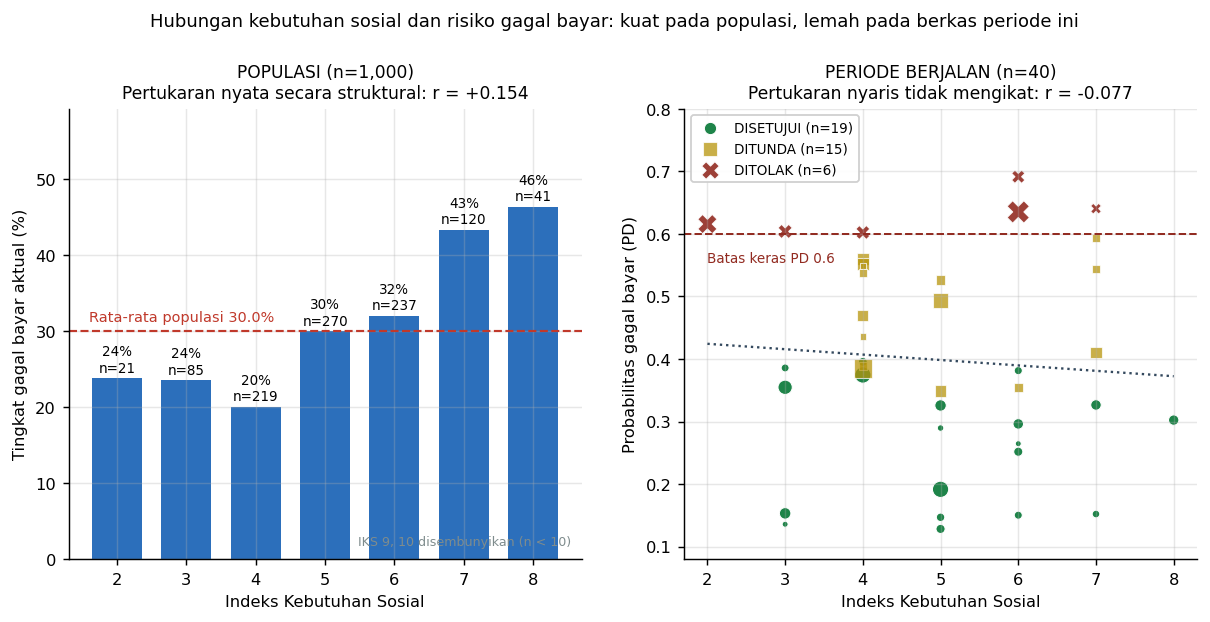 Hubungan kebutuhan sosial dan risiko gagal bayar: kuat pada populasi, lemah pada berkas periode ini
POPULASI (n=1,000)
Pertukaran nyata secara struktural: r = +0.154
Tingkat gagal bayar aktual (%)
50
40
30
20
10
0
Rata-rata populasi 30.0%
24%
n=21
24%
n=85
20%
n=219
30%
n=270
32%
n=237
43%
n=120
46%
n=41
IKS 9, 10 disembunyikan (n < 10)
2 3 4 5 6 7 8
Indeks Kebutuhan Sosial
PERIODE BERJALAN (n=40)
Pertukaran nyaris tidak mengikat: r = -0.077
Probabilitas gagal bayar (PD)
0.8
0.7
0.6
0.5
0.4
0.3
0.2
0.1
DISETUJUI (n=19)
DITUNDA (n=15)
DITOLAK (n=6)
Batas keras PD 0.6
2 3 4 5 6 7 8
Indeks Kebutuhan Sosial